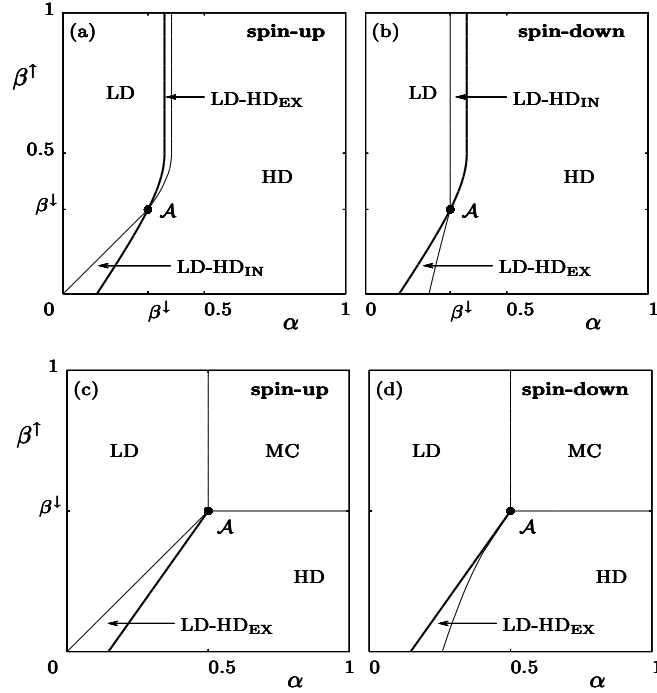 1
(a) spin-up
(b) spin-down
β↑
LD
LD-HDEX
LD
LD-HDIN
0.5
HD
HD
β↓
A
A
LD-HDIN
LD-HDEX
0 β↓ 0.5 α 1
0 β↓ 0.5 α 1
1
(c) spin-up
(d) spin-down
β↑
LD
MC
LD
MC
β↓
A
A
HD
HD
LD-HDEX
LD-HDEX
0 0.5 α 1
0 0.5 α 1